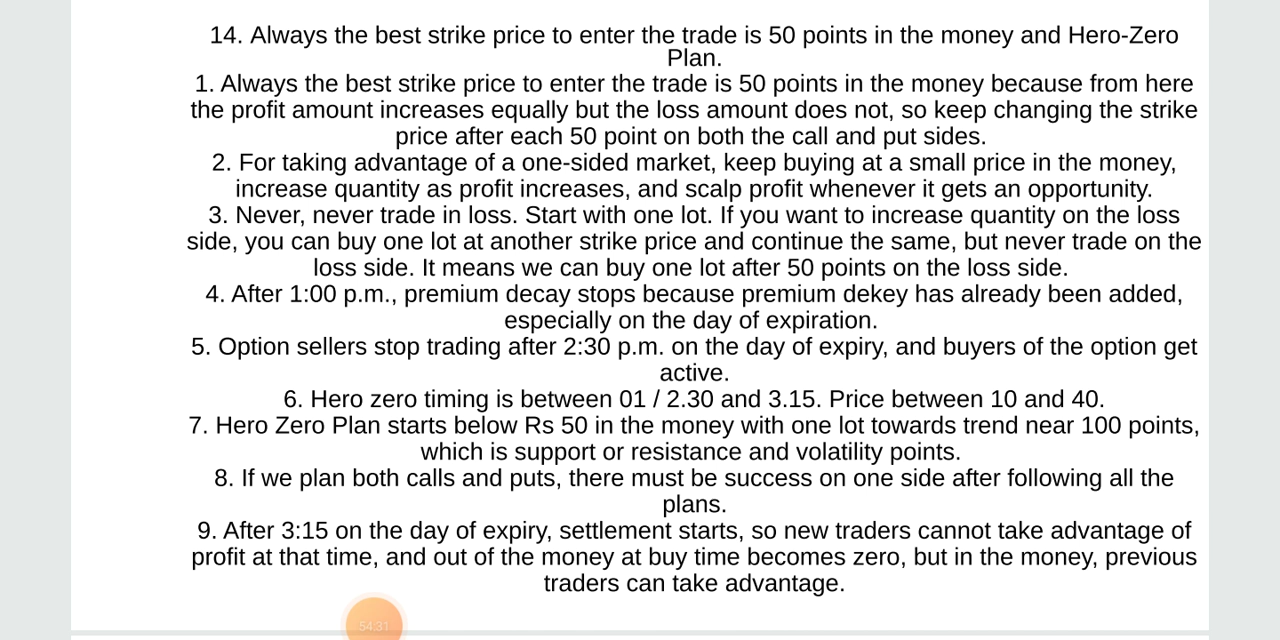 14. Always the best strike price to enter the trade is 50 points in the money and Hero-Zero
Plan.
1. Always the best strike price to enter the trade is 50 points in the money because from here
the profit amount increases equally but the loss amount does not, so keep changing the strike
price after each 50 point on both the call and put sides.
2. For taking advantage of a one-sided market, keep buying at a small price in the money,
increase quantity as profit increases, and scalp profit whenever it gets an opportunity.
3. Never, never trade in loss. Start with one lot. If you want to increase quantity on the loss
side, you can buy one lot at another strike price and continue the same, but never trade on the
loss side. It means we can buy one lot after 50 points on the loss side.
4. After 1:00 p.m., premium decay stops because premium dekey has already been added,
especially on the day of expiration.
5. Option sellers stop trading after 2:30 p.m. on the day of expiry, and buyers of the option get
active.
6. Hero zero timing is between 01 / 2.30 and 3.15. Price between 10 and 40.
7. Hero Zero Plan starts below Rs 50 in the money with one lot towards trend near 100 points,
which is support or resistance and volatility points.
8. If we plan both calls and puts, there must be success on one side after following all the
plans.
9. After 3:15 on the day of expiry, settlement starts, so new traders cannot take advantage of
profit at that time, and out of the money at buy time becomes zero, but in the money, previous
traders can take advantage.
54:31